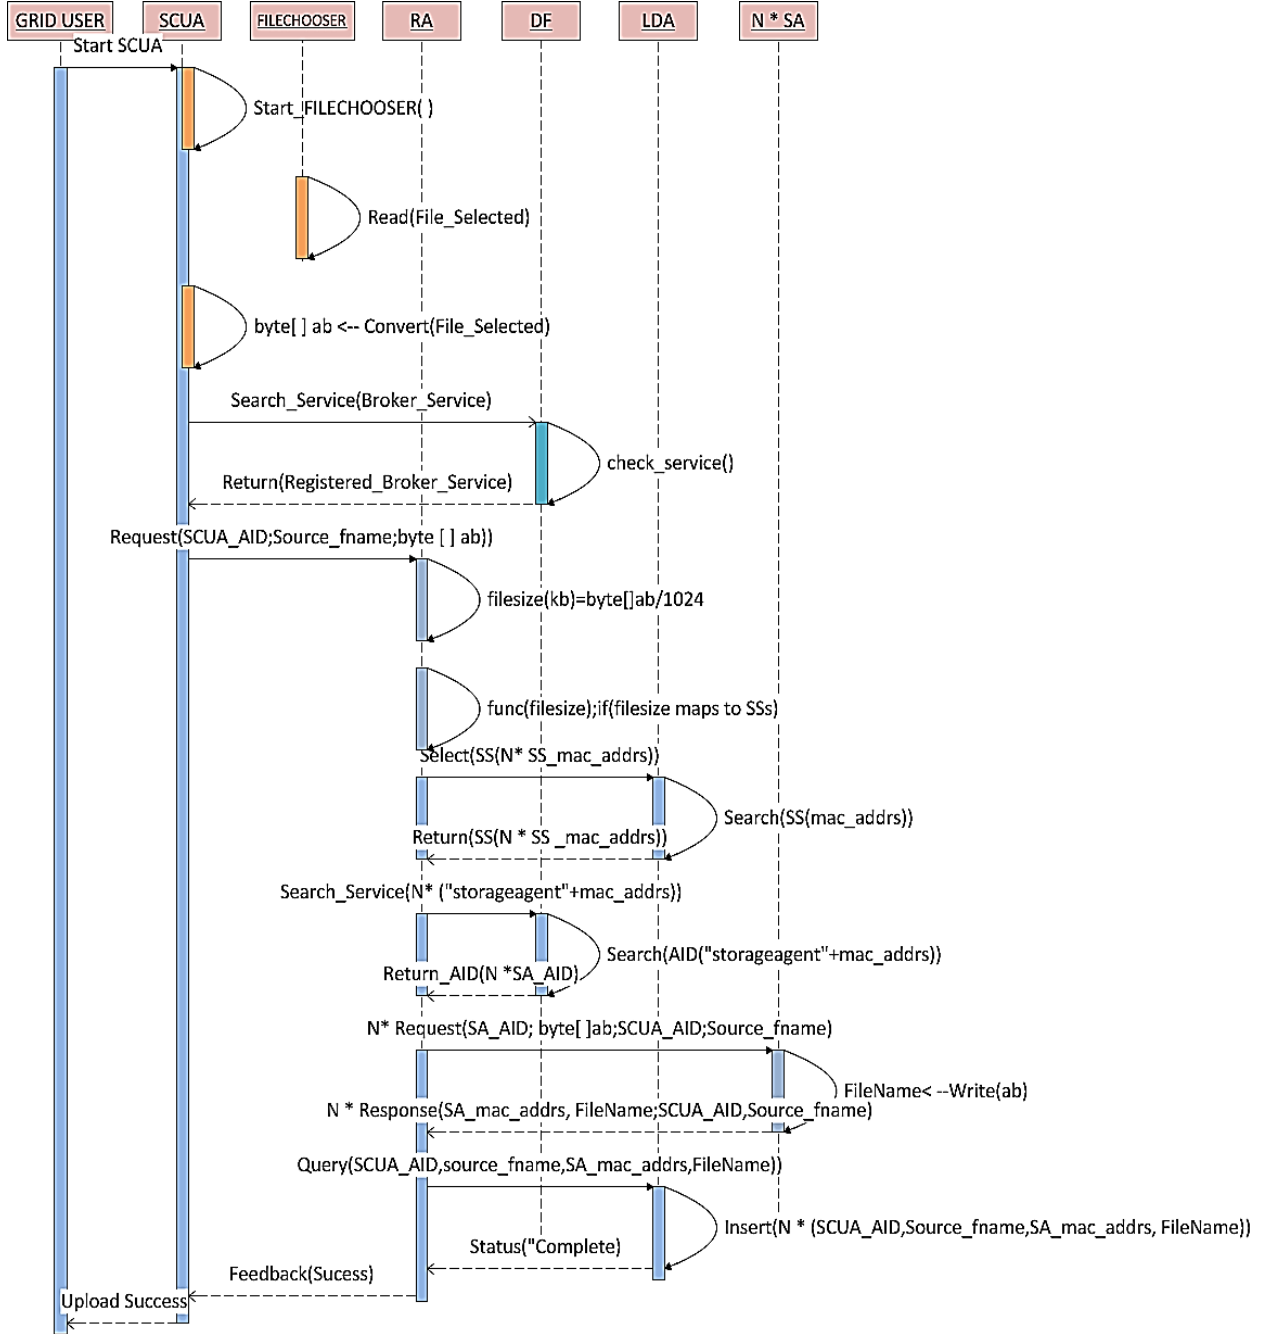 GRID USER
SCUA
FILECHOOSER
RA
DF
LDA
N * SA
Start SCUA
Start_FILECHOOSER( )
Read(File_Selected)
byte[ ] ab <-- Convert(File_Selected)
Search_Service(Broker_Service)
check_service()
Return(Registered_Broker_Service)
Request(SCUA_AID;Source_fname;byte [ ] ab))
filesize(kb)=byte[]ab/1024
func(filesize);if(filesize maps to SSs)
Select(SS(N* SS_mac_addrs))
Search(SS(mac_addrs))
Return(SS(N * SS _mac_addrs))
Search_Service(N* ("storageagent"+mac_addrs))
Search(AID("storageagent"+mac_addrs))
Return_AID(N *SA_AID)
N* Request(SA_AID; byte[ ]ab;SCUA_AID;Source_fname)
FileName< --Write(ab)
N * Response(SA_mac_addrs, FileName;SCUA_AID,Source_fname)
Query(SCUA_AID,source_fname,SA_mac_addrs,FileName))
Insert(N * (SCUA_AID,Source_fname,SA_mac_addrs, FileName))
Status("Complete)
Feedback(Sucess)
Upload Success